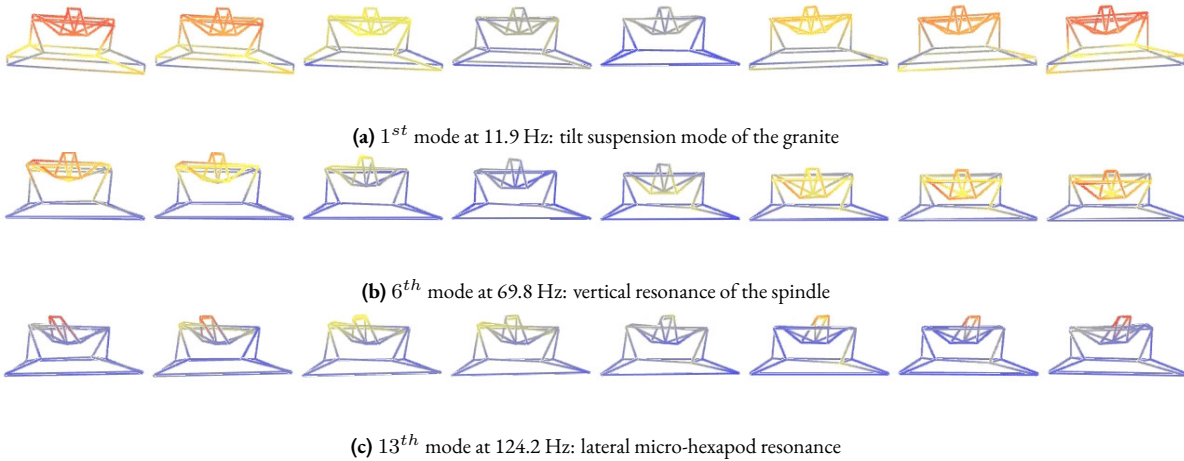 (a) 1st mode at 11.9 Hz: tilt suspension mode of the granite
(b) 6th mode at 69.8 Hz: vertical resonance of the spindle
(c) 13th mode at 124.2 Hz: lateral micro-hexapod resonance